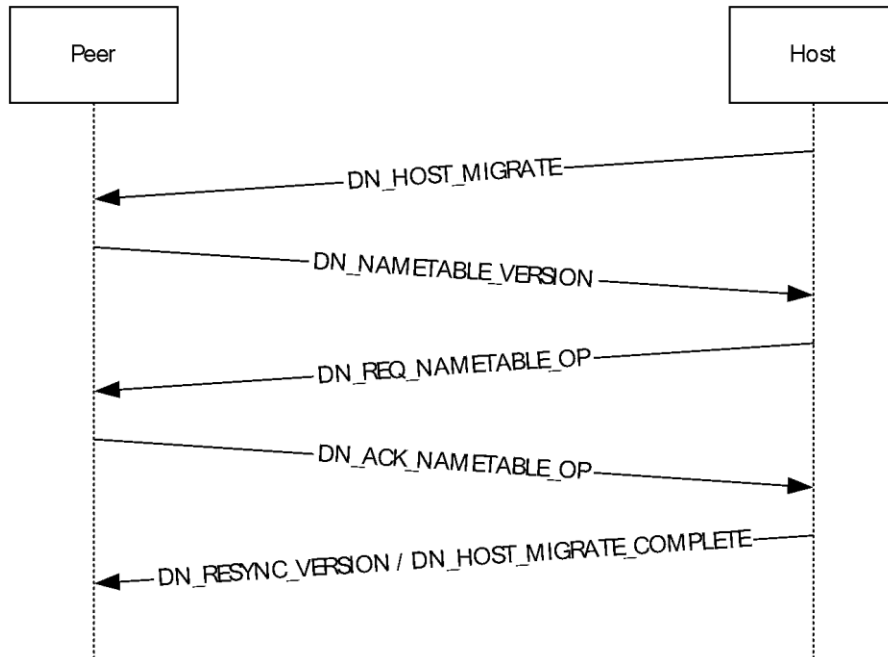 Peer
Host
DN_HOST_MIGRATE
DN_NAMETABLE_VERSION
DN_REQ_NAMETABLE_OP
DN_ACK_NAMETABLE_OP
DN_RESYNC_VERSION / DN_HOST_MIGRATE_COMPLETE